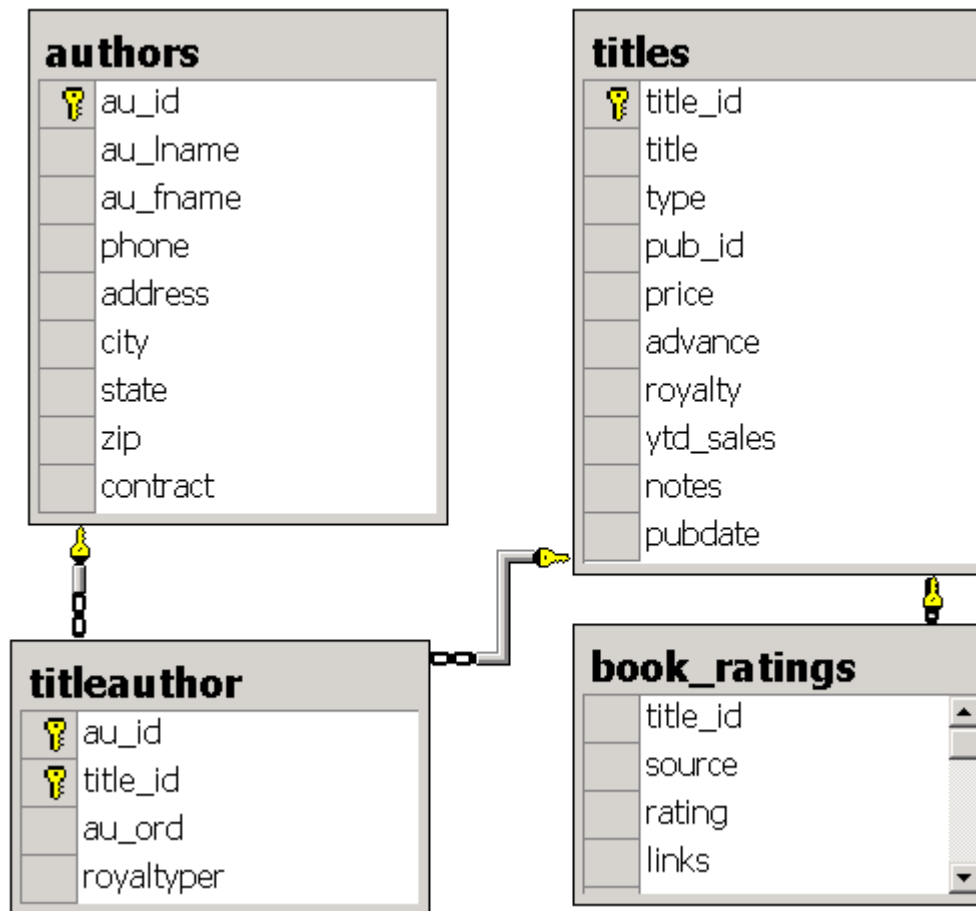 authors
au_id
au_lname
au_fname
phone
address
city
state
zip
contract
titles
title_id
title
type
pub_id
price
advance
royalty
ytd_sales
notes
pubdate
titleauthor
au_id
title_id
au_ord
royaltyper
book_ratings
title_id
source
rating
links